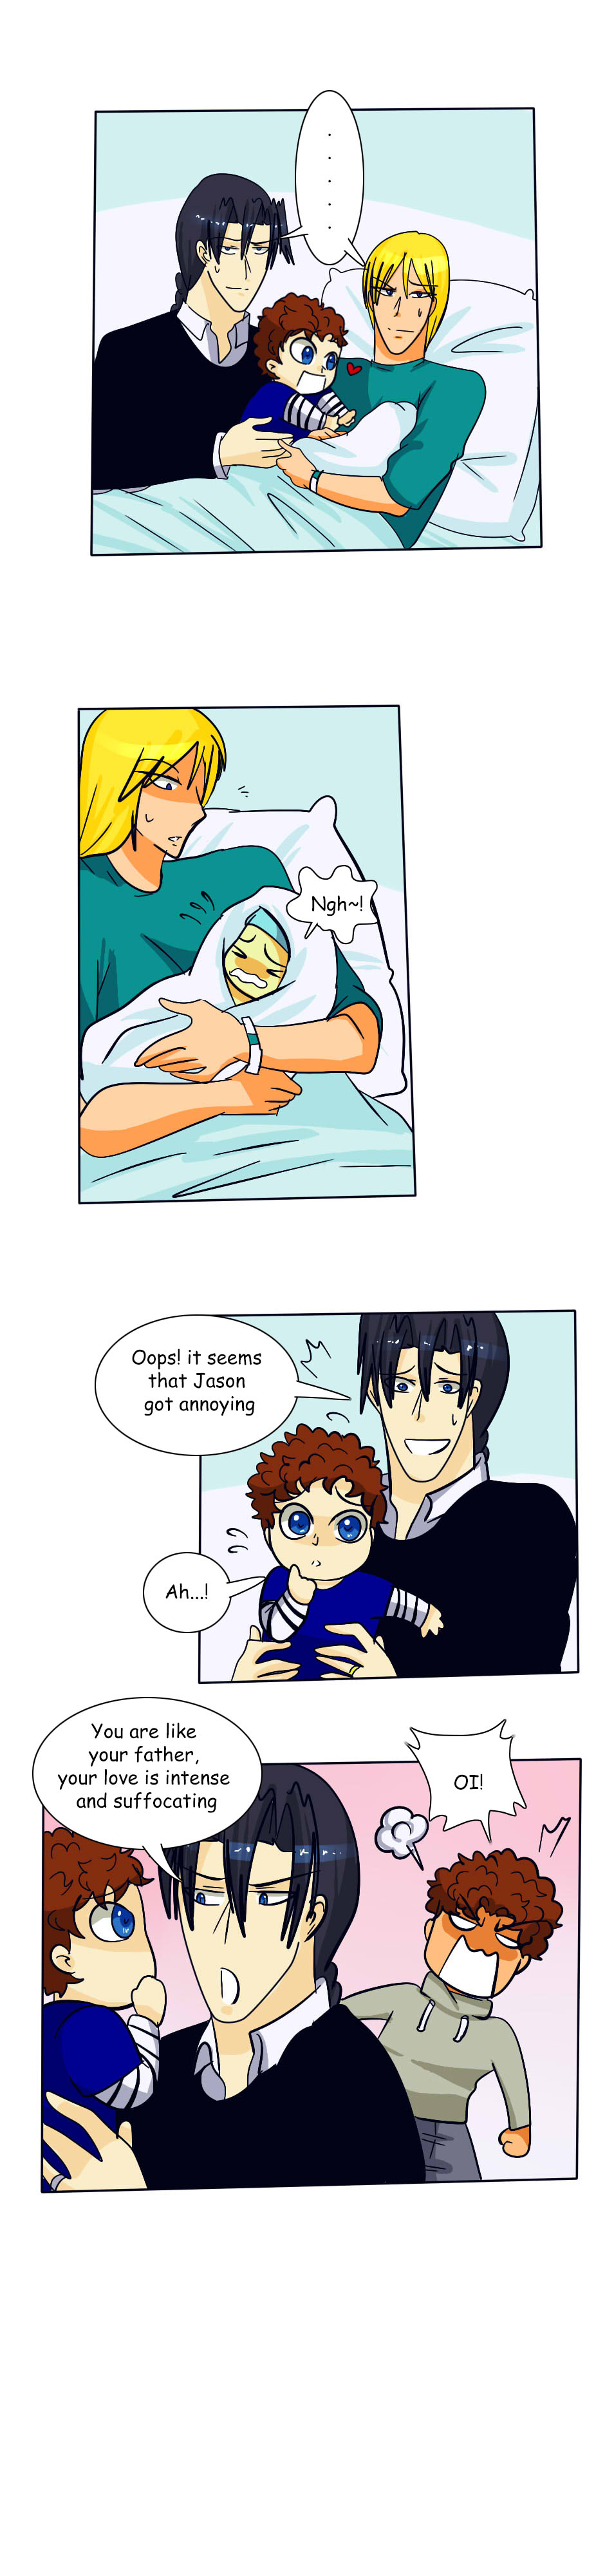 .
.
.
.
.
Ngh~!
Oops! it seems
that Jason
got annoying
Ah...!
You are like
your father,
your love is intense
and suffocating
OI!